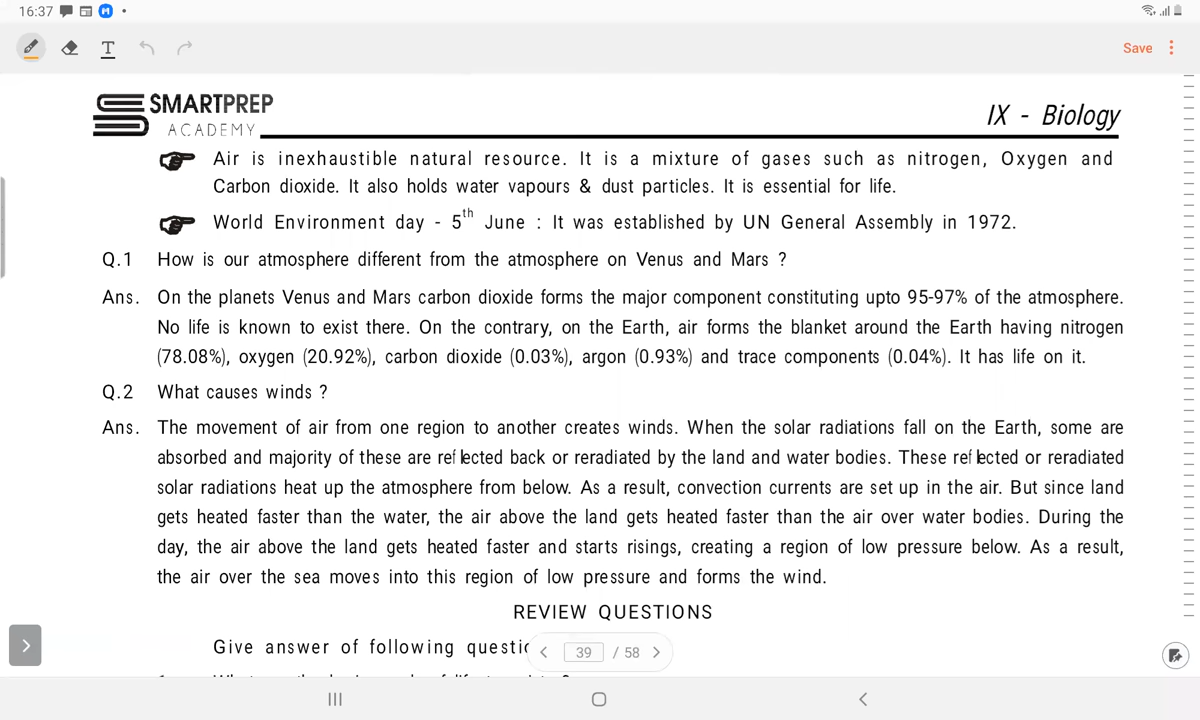 16:37
Save
SMARTPREP
ACADEMY
IX - Biology
Air is inexhaustible natural resource. It is a mixture of gases such as nitrogen, Oxygen and
Carbon dioxide. It also holds water vapours & dust particles. It is essential for life.
World Environment day - 5th June : It was established by UN General Assembly in 1972.
Q.1 How is our atmosphere different from the atmosphere on Venus and Mars ?
Ans. On the planets Venus and Mars carbon dioxide forms the major component constituting upto 95-97% of the atmosphere.
No life is known to exist there. On the contrary, on the Earth, air forms the blanket around the Earth having nitrogen
(78.08%), oxygen (20.92%), carbon dioxide (0.03%), argon (0.93%) and trace components (0.04%). It has life on it.
Q.2 What causes winds ?
Ans. The movement of air from one region to another creates winds. When the solar radiations fall on the Earth, some are
absorbed and majority of these are reflected back or reradiated by the land and water bodies. These reflected or reradiated
solar radiations heat up the atmosphere from below. As a result, convection currents are set up in the air. But since land
gets heated faster than the water, the air above the land gets heated faster than the air over water bodies. During the
day, the air above the land gets heated faster and starts risings, creating a region of low pressure below. As a result,
the air over the sea moves into this region of low pressure and forms the wind.
REVIEW QUESTIONS
Give answer of following
39 / 58